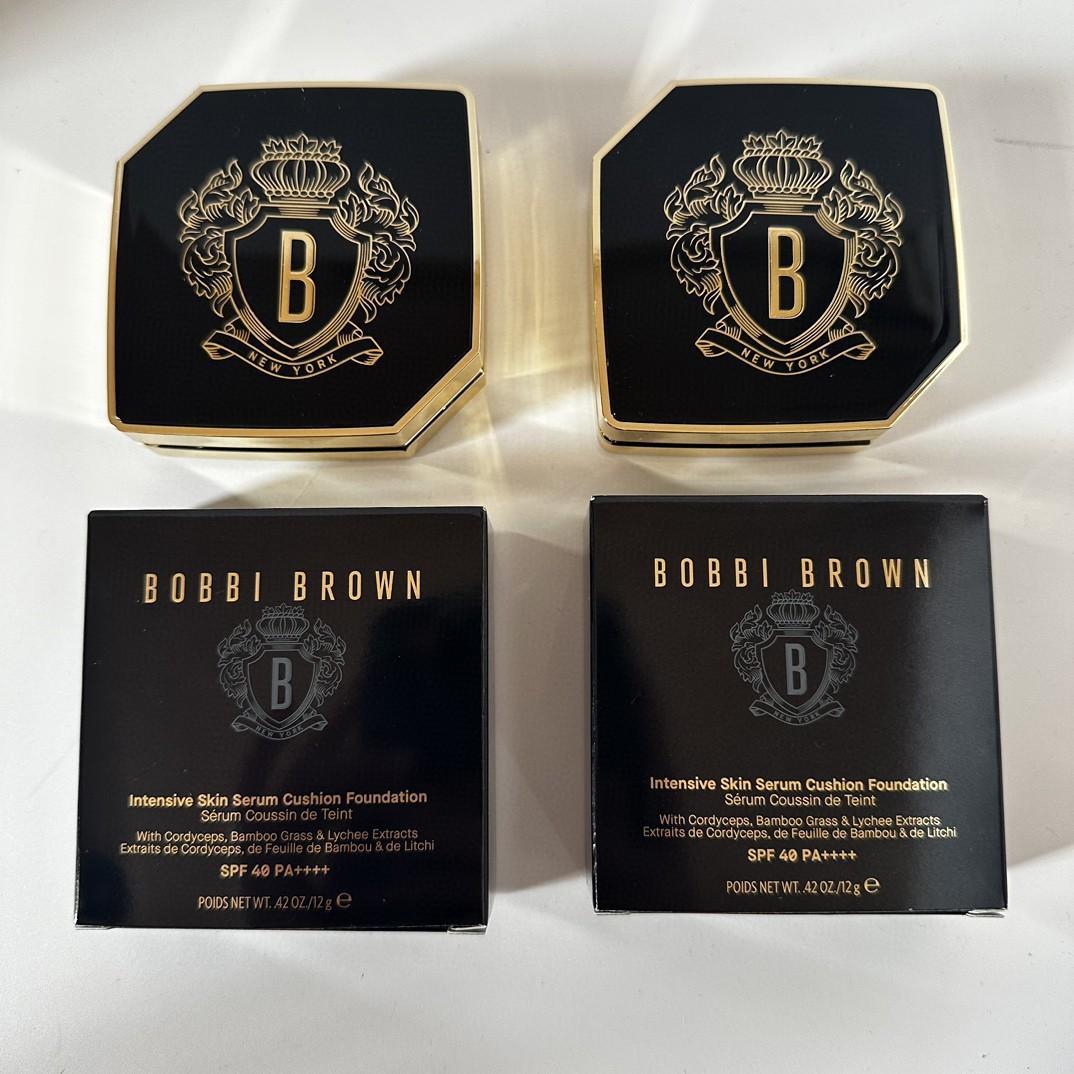 B
NEW YORK
B
NEW YORK
BOBBI BROWN
B
NEW YORK
Intensive Skin Serum Cushion Foundation
Sérum Coussin de Teint
With Cordyceps, Bamboo Grass & Lychee Extracts
Extraits de Cordyceps, de Feuille de Bambou & de Litchi
SPF 40 PA++++
POIDS NET WT. .42 OZ./12 g ℮
BOBBI BROWN
B
NEW YORK
Intensive Skin Serum Cushion Foundation
Sérum Coussin de Teint
With Cordyceps, Bamboo Grass & Lychee Extracts
Extraits de Cordyceps, de Feuille de Bambou & de Litchi
SPF 40 PA++++
POIDS NET WT. .42 OZ./12 g ℮